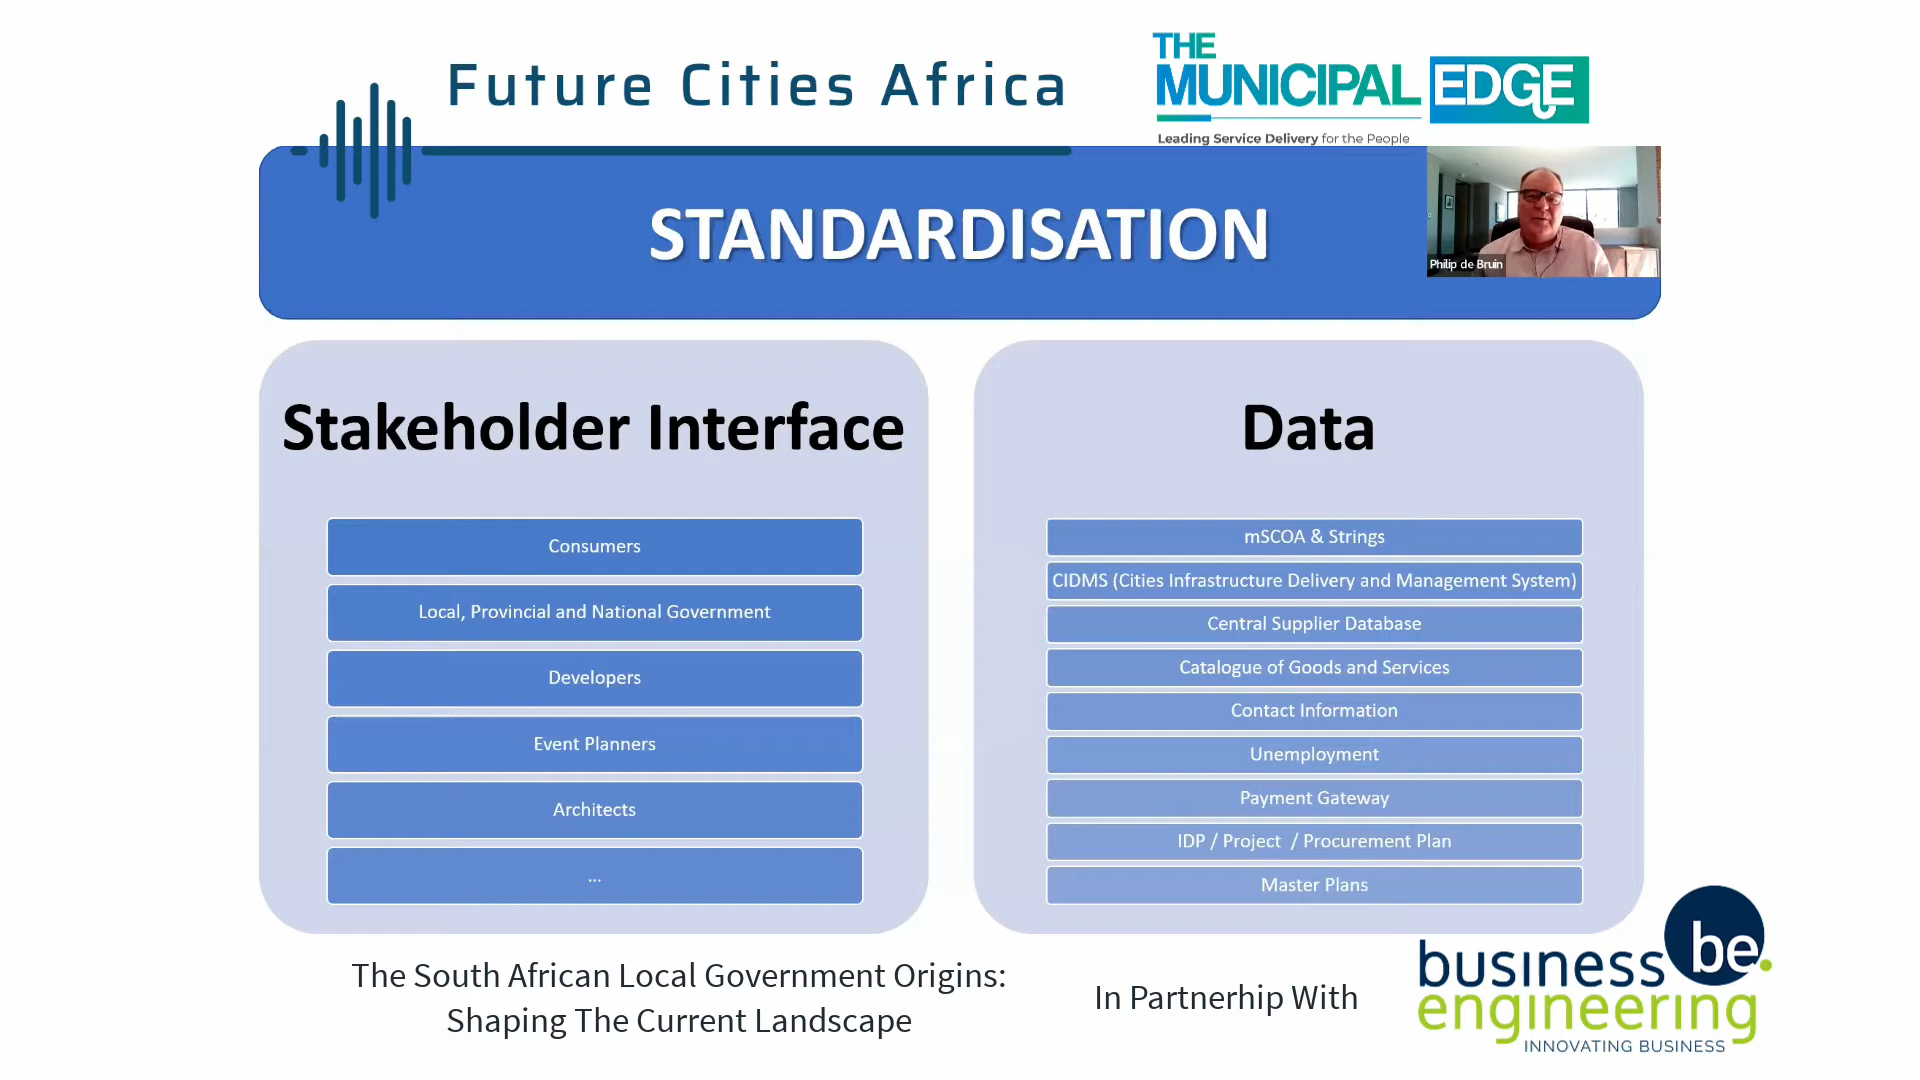 Future Cities Africa
THE
MUNICIPAL EDGE
Leading Service Delivery for the People
STANDARDISATION
Philip de Bruin
Stakeholder Interface
Consumers
Local, Provincial and National Government
Developers
Event Planners
Architects
...
Data
mSCOA & Strings
CIDMS (Cities Infrastructure Delivery and Management System)
Central Supplier Database
Catalogue of Goods and Services
Contact Information
Unemployment
Payment Gateway
IDP / Project / Procurement Plan
Master Plans
The South African Local Government Origins:
Shaping The Current Landscape
In Partnerhip With
business be.
engineering
INNOVATING BUSINESS